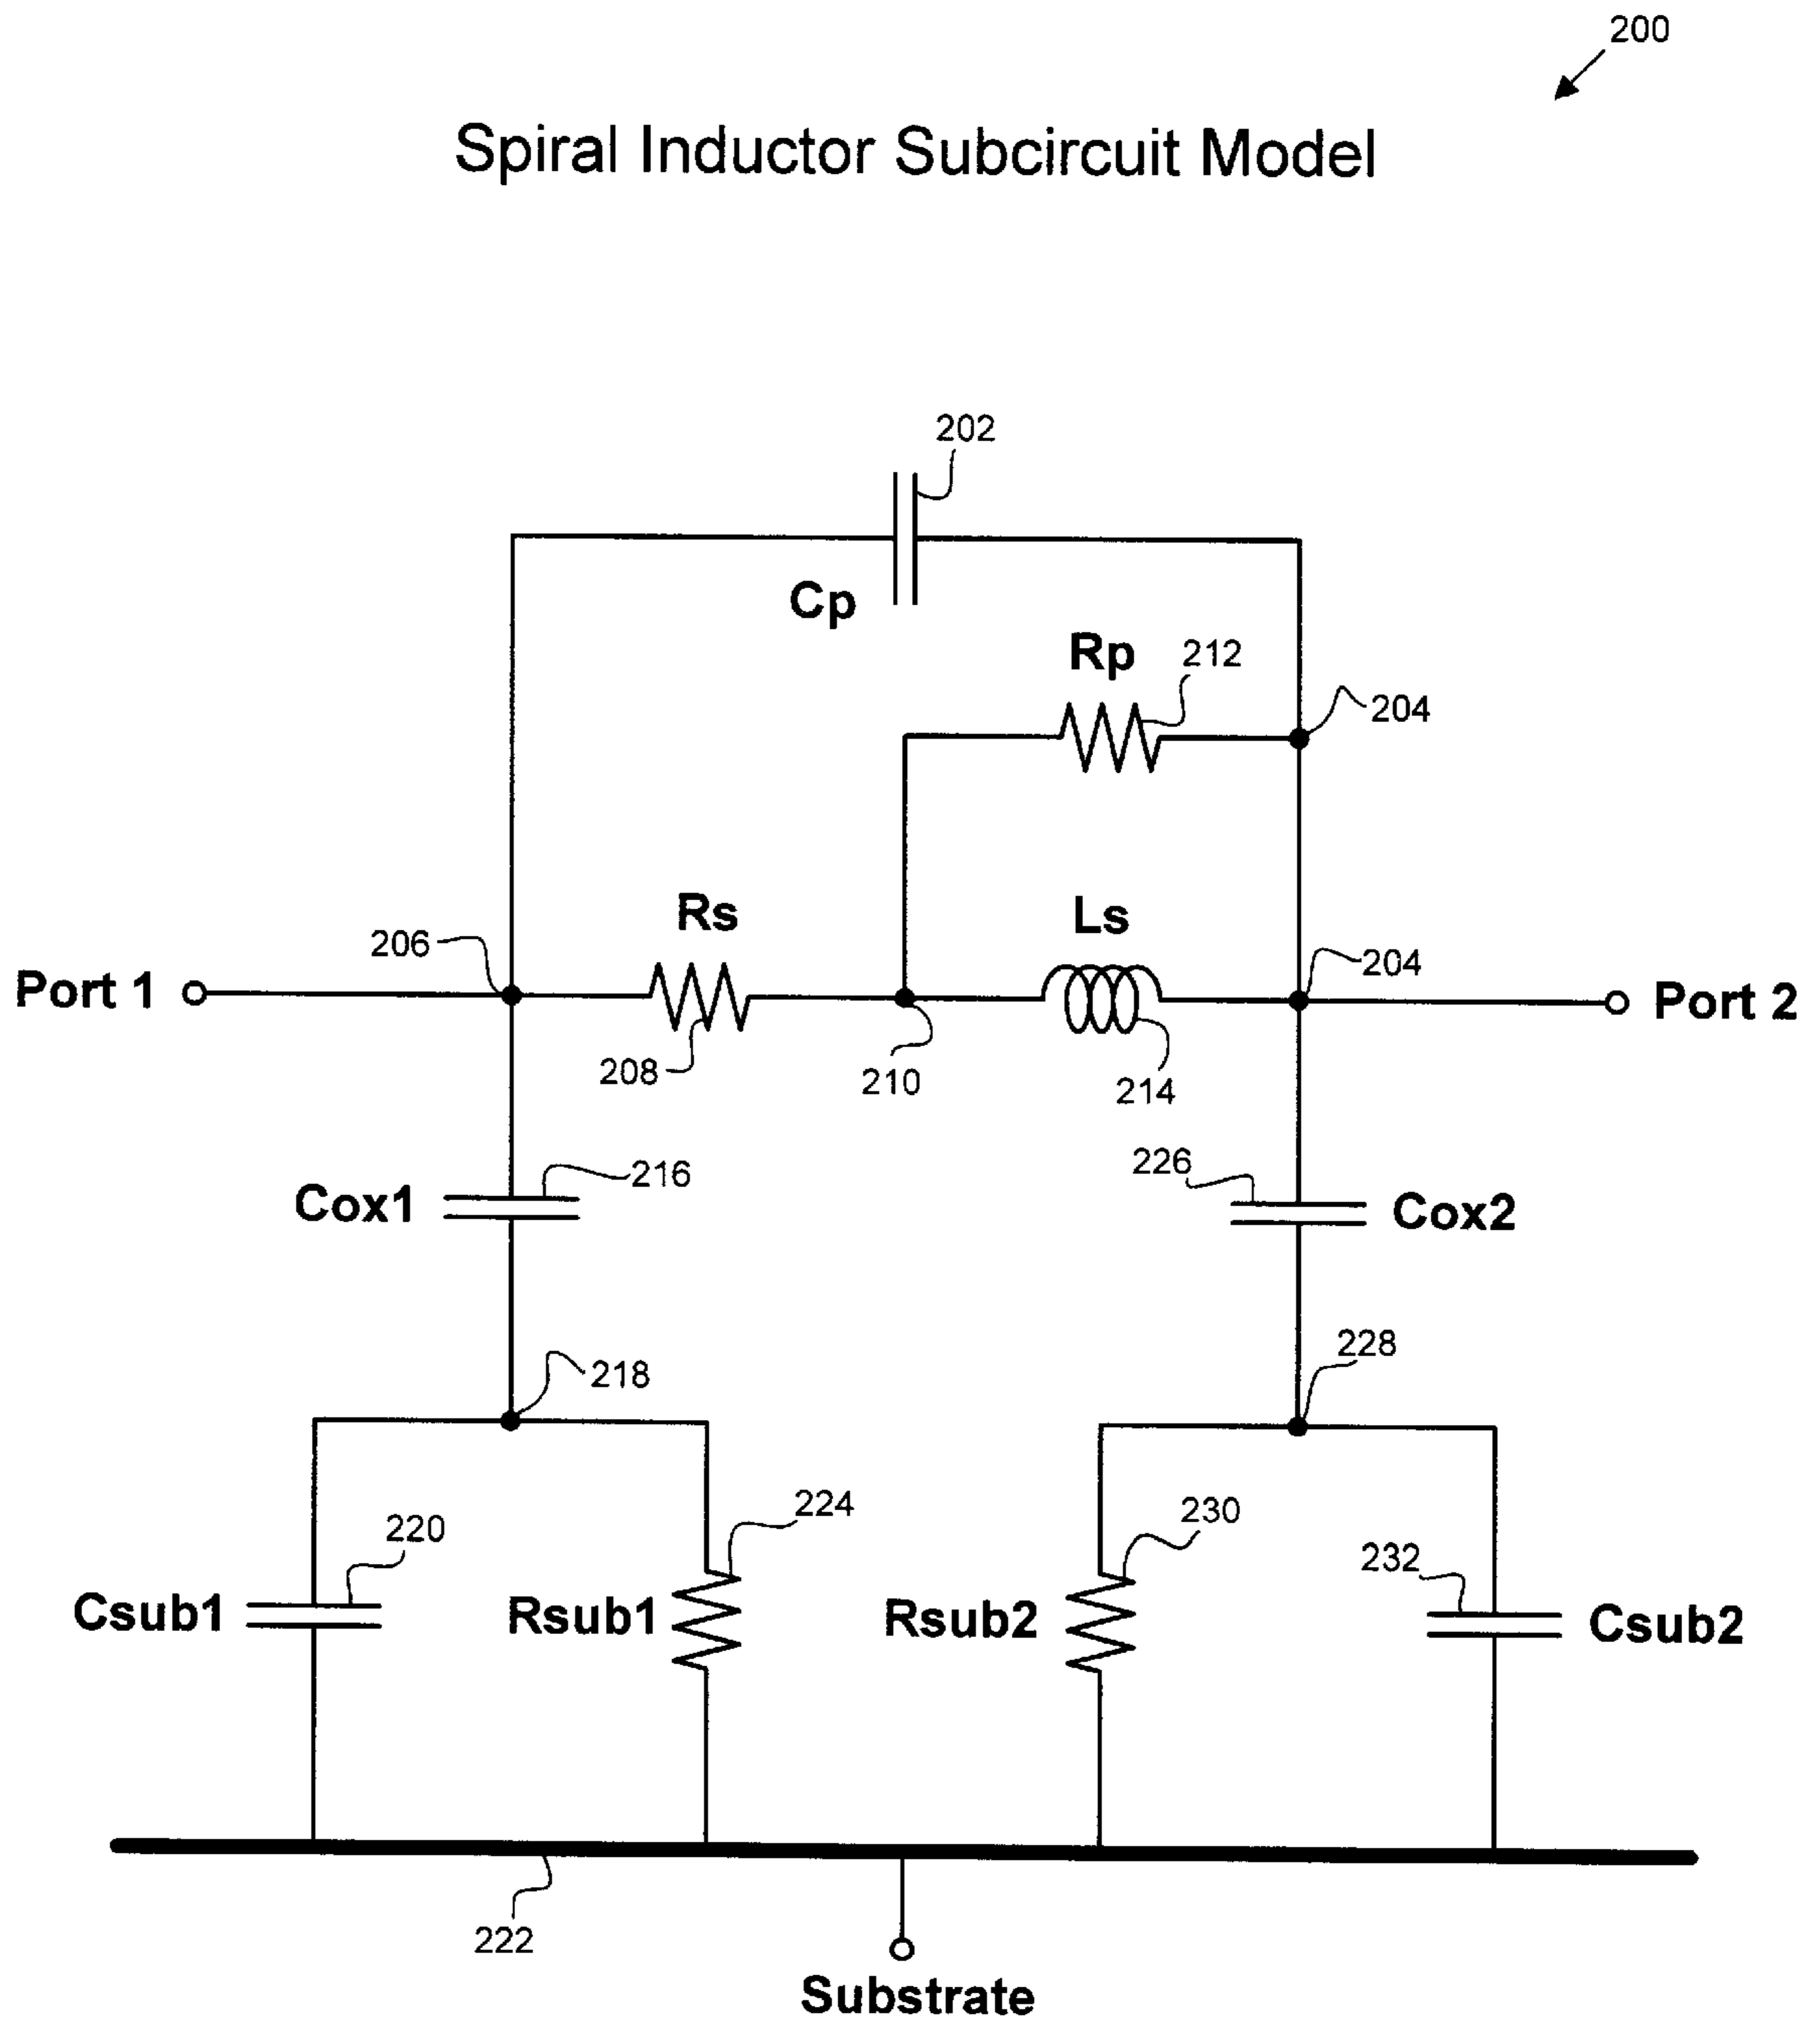 200
Spiral Inductor Subcircuit Model
202
Cp
Rp
212
204
Rs
Ls
206
204
Port 1
Port 2
208
210
214
Cox1
216
226
Cox2
218
228
220
224
230
232
Csub1
Rsub1
Rsub2
Csub2
222
Substrate